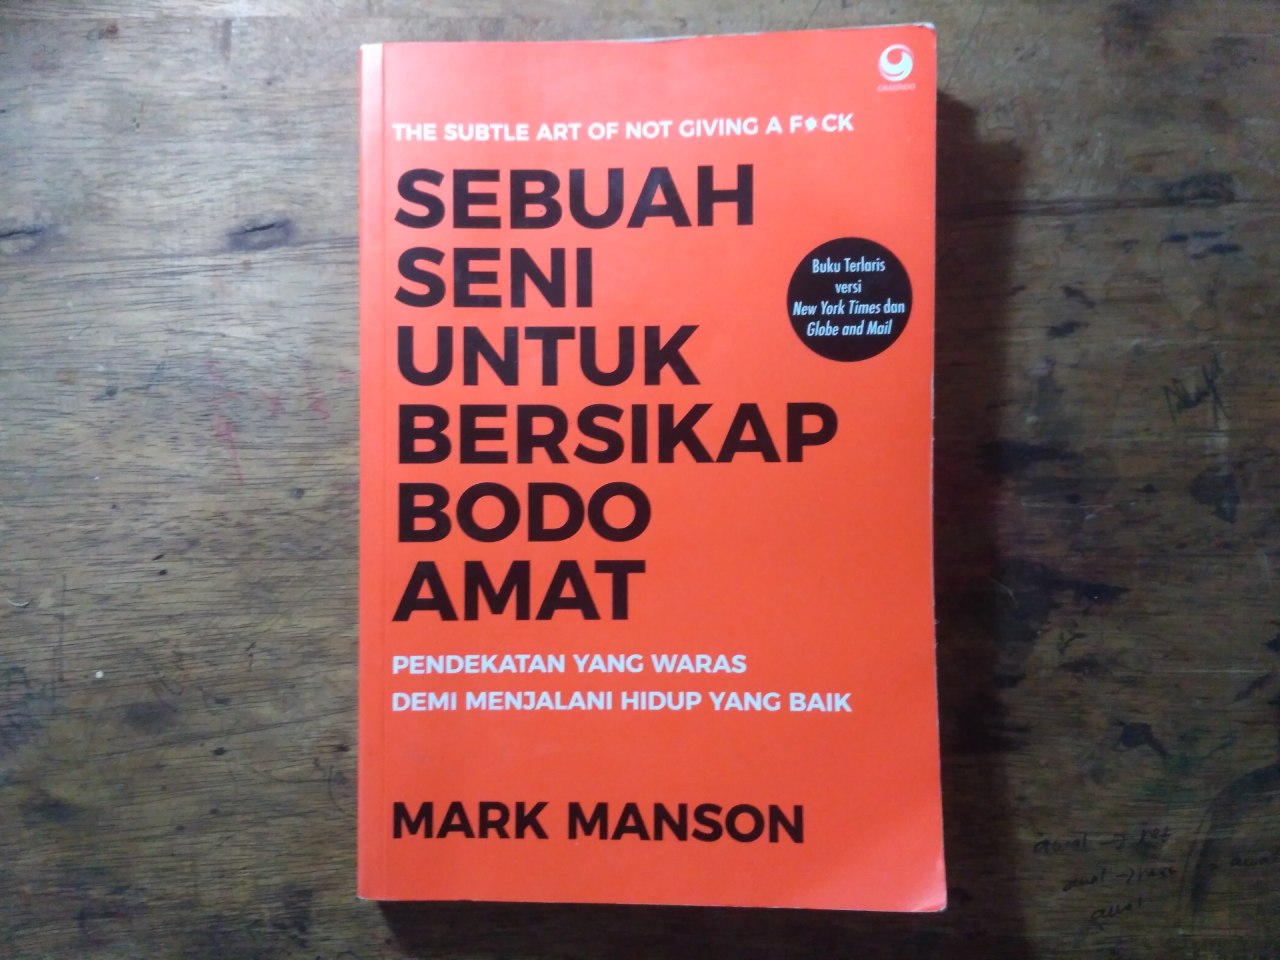 THE SUBTLE ART OF NOT GIVING A F*CK
SEBUAH
SENI
UNTUK
BERSIKAP
BODO
AMAT
Buku Terlaris
versi
New York Times dan
Globe and Mail
PENDEKATAN YANG WARAS
DEMI MENJALANI HIDUP YANG BAIK
MARK MANSON